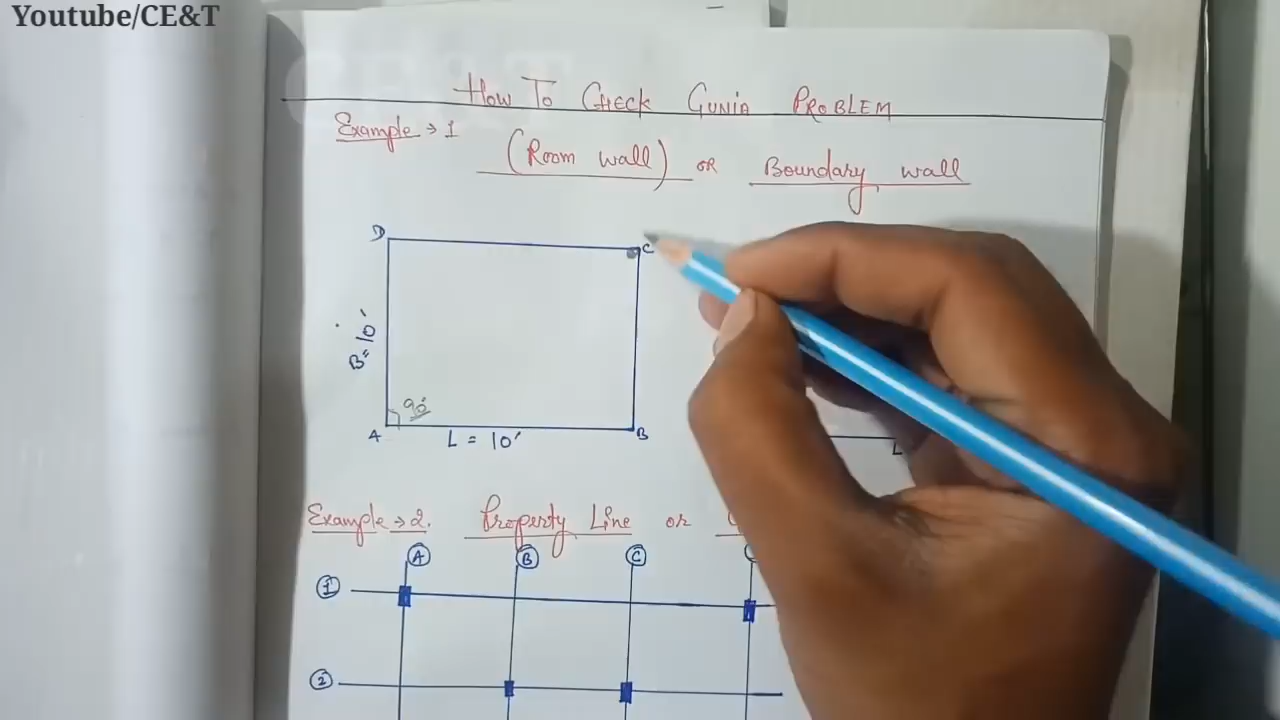 Youtube/CE&T
How To Check Gunia Problem
Example → 1
(Room wall) or Boundary wall
D
C
B = 10'
90°
A
L = 10'
B
L
Example → 2. Property Line or
A B C
1
2